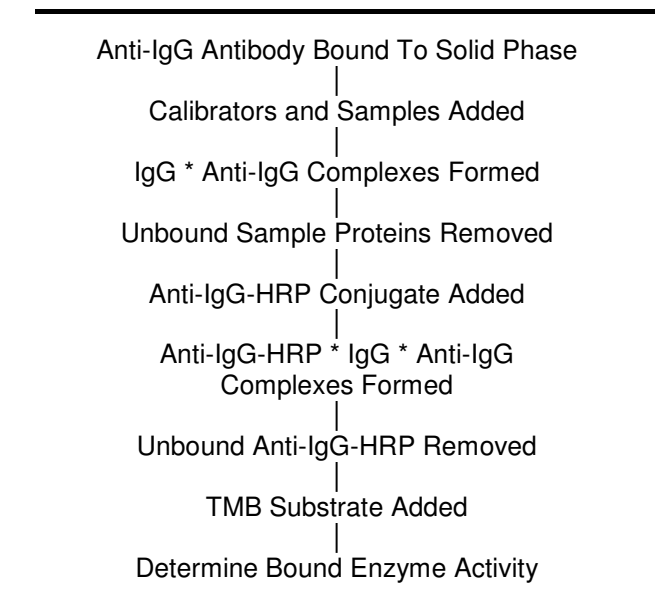 Anti-IgG Antibody Bound To Solid Phase
Calibrators and Samples Added
IgG * Anti-IgG Complexes Formed
Unbound Sample Proteins Removed
Anti-IgG-HRP Conjugate Added
Anti-IgG-HRP * IgG * Anti-IgG
Complexes Formed
Unbound Anti-IgG-HRP Removed
TMB Substrate Added
Determine Bound Enzyme Activity